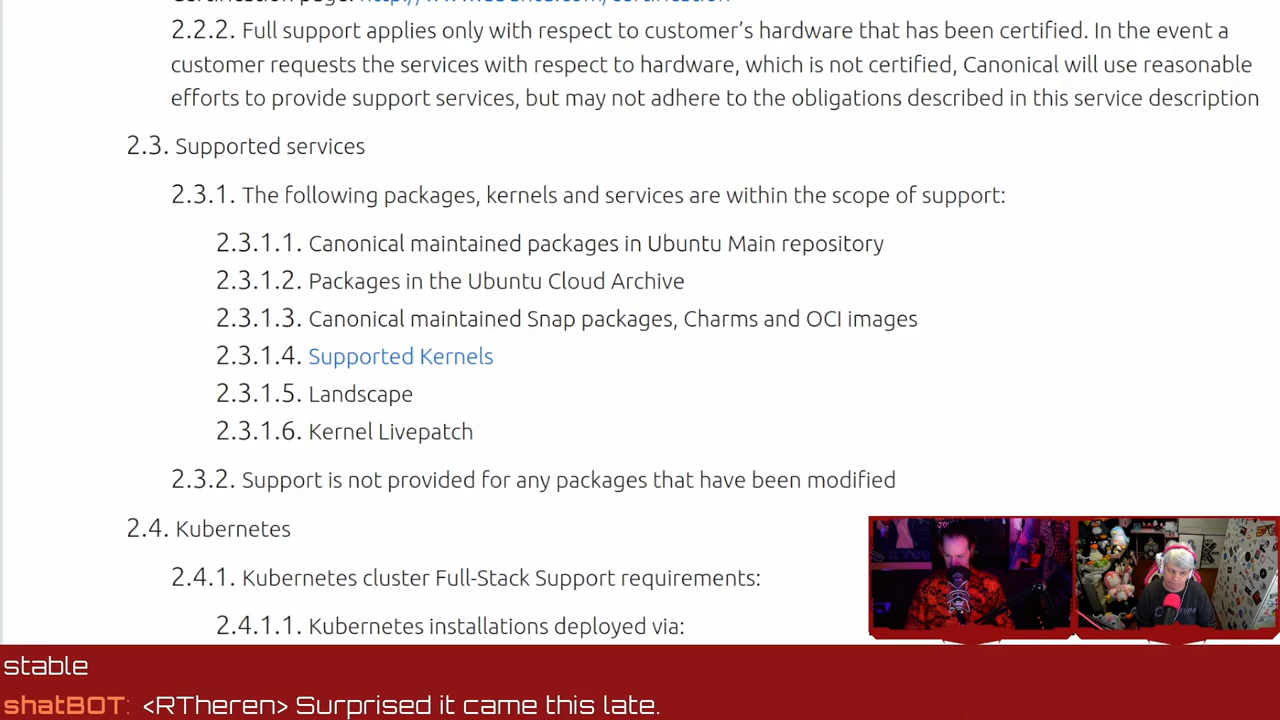 2.2.2. Full support applies only with respect to customer's hardware that has been certified. In the event a
customer requests the services with respect to hardware, which is not certified, Canonical will use reasonable
efforts to provide support services, but may not adhere to the obligations described in this service description
2.3. Supported services
2.3.1. The following packages, kernels and services are within the scope of support:
2.3.1.1. Canonical maintained packages in Ubuntu Main repository
2.3.1.2. Packages in the Ubuntu Cloud Archive
2.3.1.3. Canonical maintained Snap packages, Charms and OCI images
2.3.1.4. Supported Kernels
2.3.1.5. Landscape
2.3.1.6. Kernel Livepatch
2.3.2. Support is not provided for any packages that have been modified
2.4. Kubernetes
2.4.1. Kubernetes cluster Full-Stack Support requirements:
2.4.1.1. Kubernetes installations deployed via:
stable
shatBOT: <RTheren> Surprised it came this late.